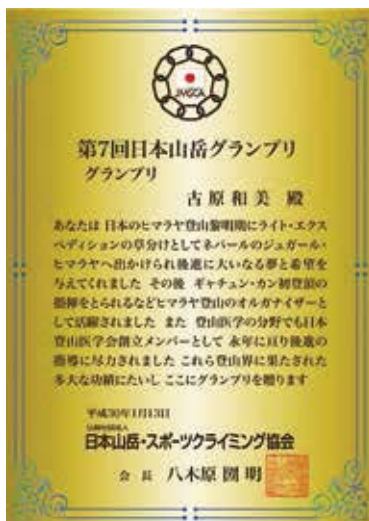 JMSCA
第7回日本山岳グランプリ
グランプリ
古原和美 殿
あなたは 日本のヒマラヤ登山黎明期にライト・エクス
ペディションの草分けとしてネパールのジュガール・
ヒマラヤへ出かけられ後進に大いなる夢と希望を
与えてくれました その後 ギャチュン・カン初登頂の
指揮をとられるなどヒマラヤ登山のオルガナイザーと
して活躍されました また 登山医学の分野でも日本
登山医学会創立メンバーとして 永年に亘り後進の
指導に尽力されました これら登山界に果たされた
多大な功績にたいし ここにグランプリを贈ります
平成30年1月13日
公益社団法人
日本山岳・スポーツクライミング協会
会長 八木原圀明